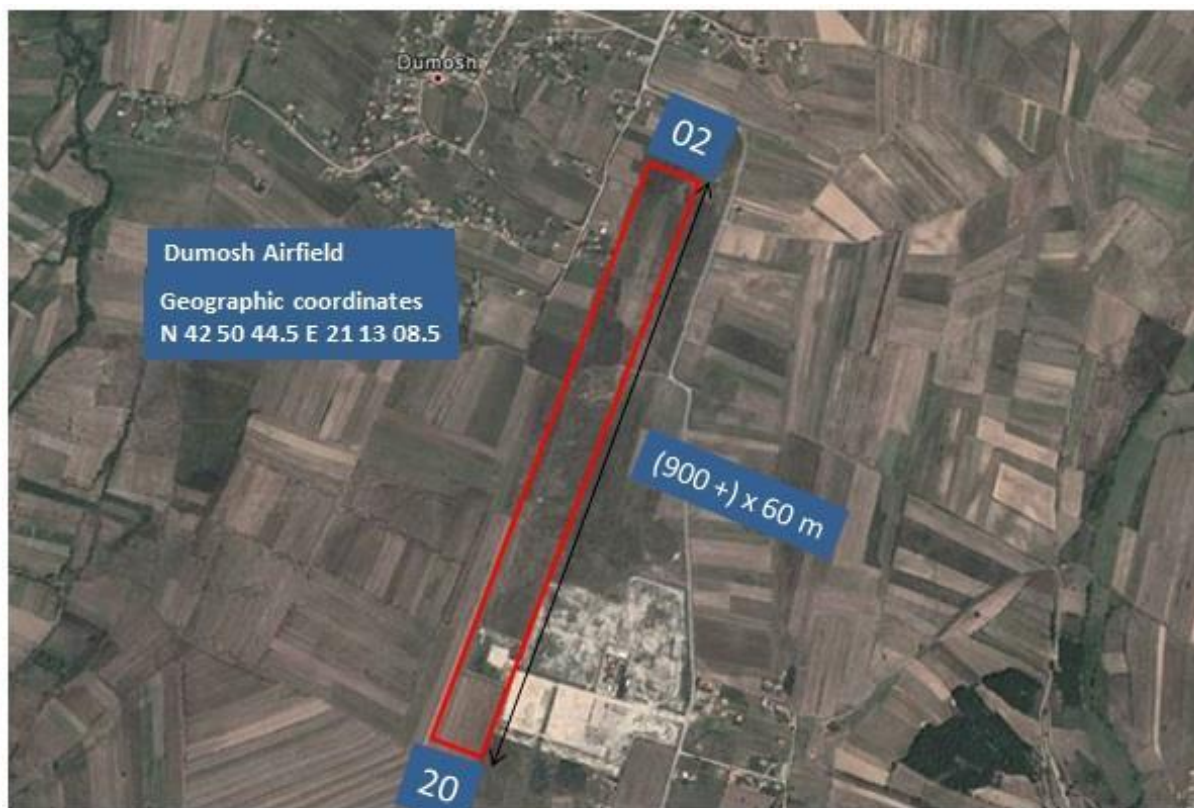 Dumosh
02
Dumosh Airfield
Geographic coordinates
N 42 50 44.5 E 21 13 08.5
(900 +) x 60 m
20